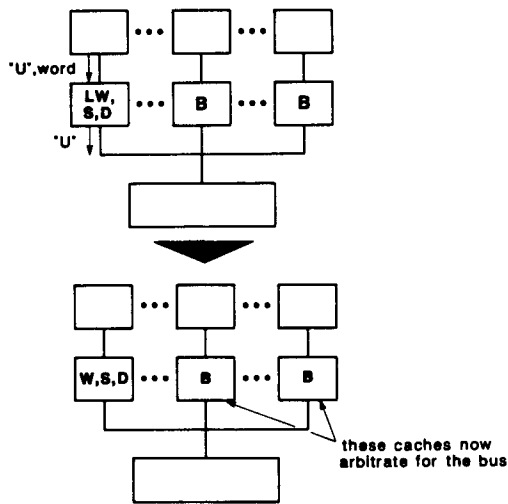 "U",word
LW,
S,D
B
B
"U"
W,S,D
B
B
these caches now
arbitrate for the bus